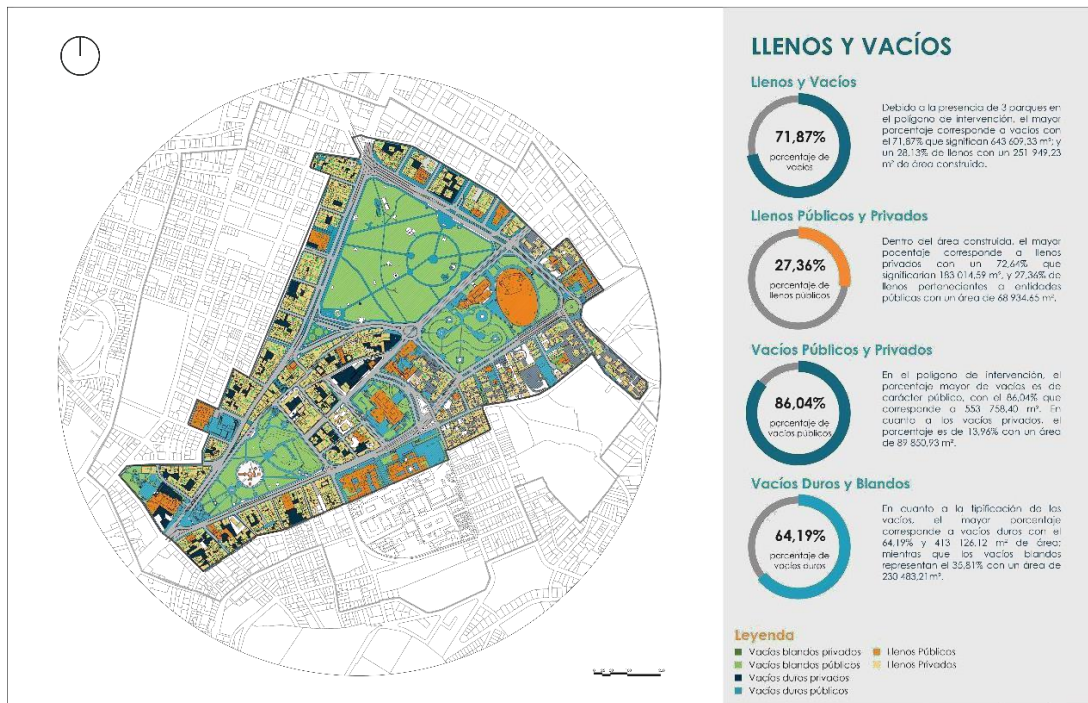 LLENOS Y VACÍOS
Llenos y Vacíos
71,87%
porcentaje de
vacíos
Debido a la presencia de 3 parques en
el polígono de intervención, el mayor
porcentaje corresponde a vacíos con
el 71,87% que significan 643 609,33 m²; y
un 28,13% de llenos con un 251 949,23
m² de área construida.
Llenos Públicos y Privados
27,36%
porcentaje de
llenos públicos
Dentro del área construida, el mayor
pocentaje corresponde a llenos
privados con un 72,64% que
significarían 183 014,59 m², y 27,36% de
llenos pertenecientes a entidades
públicas con un área de 68 934,65 m².
Vacíos Públicos y Privados
86,04%
porcentaje de
vacíos públicos
En el polígono de intervención, el
porcentaje mayor de vacíos es de
carácter público, con el 86,04% que
corresponde a 553 758,40 m². En
cuanto a los vacíos privados, el
porcentaje es de 13,96% con un área
de 89 850,93 m².
Vacíos Duros y Blandos
64,19%
porcentaje de
vacíos duros
En cuanto a la tipificación de los
vacíos, el mayor porcentaje
corresponde a vacíos duros con el
64,19% y 413 126,12 m² de área;
mientras que los vacíos blandos
representan el 35,81% con un área de
230 483,21m².
Leyenda
Vacíos blandos privados
Vacíos blandos públicos
Vacíos duros privados
Vacíos duros públicos
Llenos Públicos
Llenos Privados